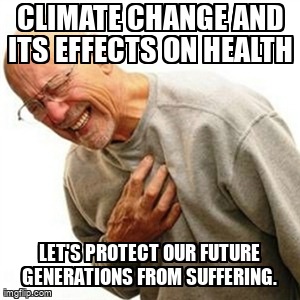 CLIMATE CHANGE AND
ITS EFFECTS ON HEALTH
LET'S PROTECT OUR FUTURE
GENERATIONS FROM SUFFERING.
imgflip.com